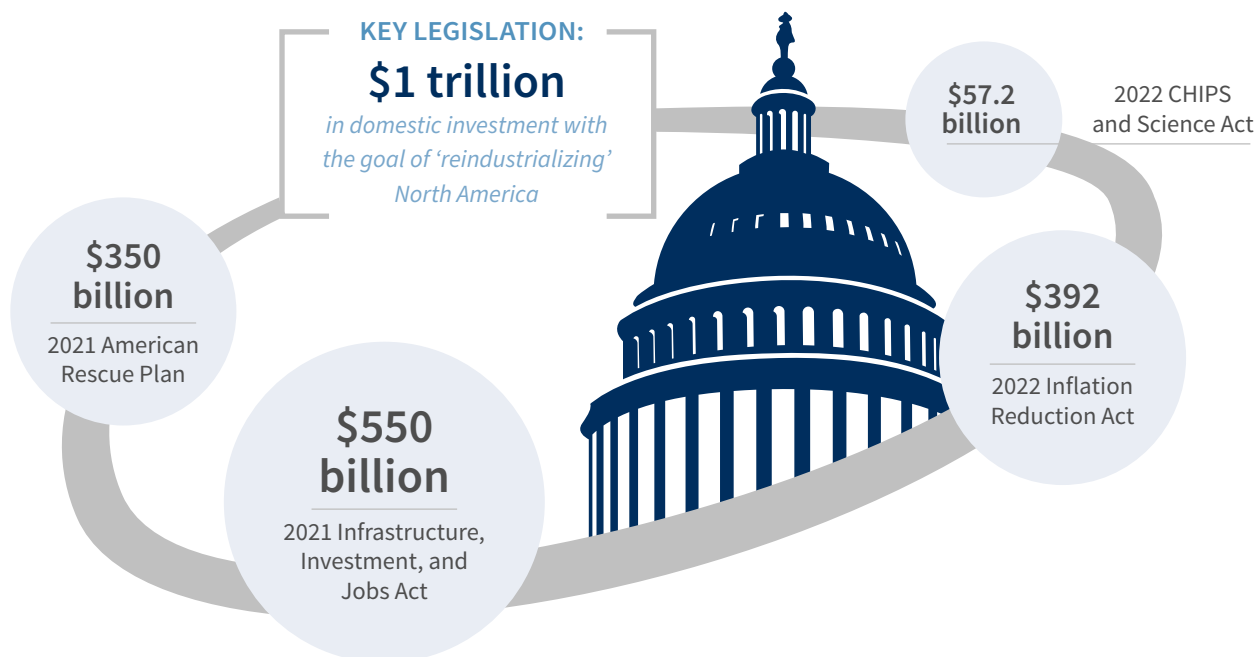 KEY LEGISLATION:
$1 trillion
in domestic investment with
the goal of ‘reindustrializing’
North America
$57.2
billion
2022 CHIPS
and Science Act
$350
billion
2021 American
Rescue Plan
$392
billion
2022 Inflation
Reduction Act
$550
billion
2021 Infrastructure,
Investment, and
Jobs Act